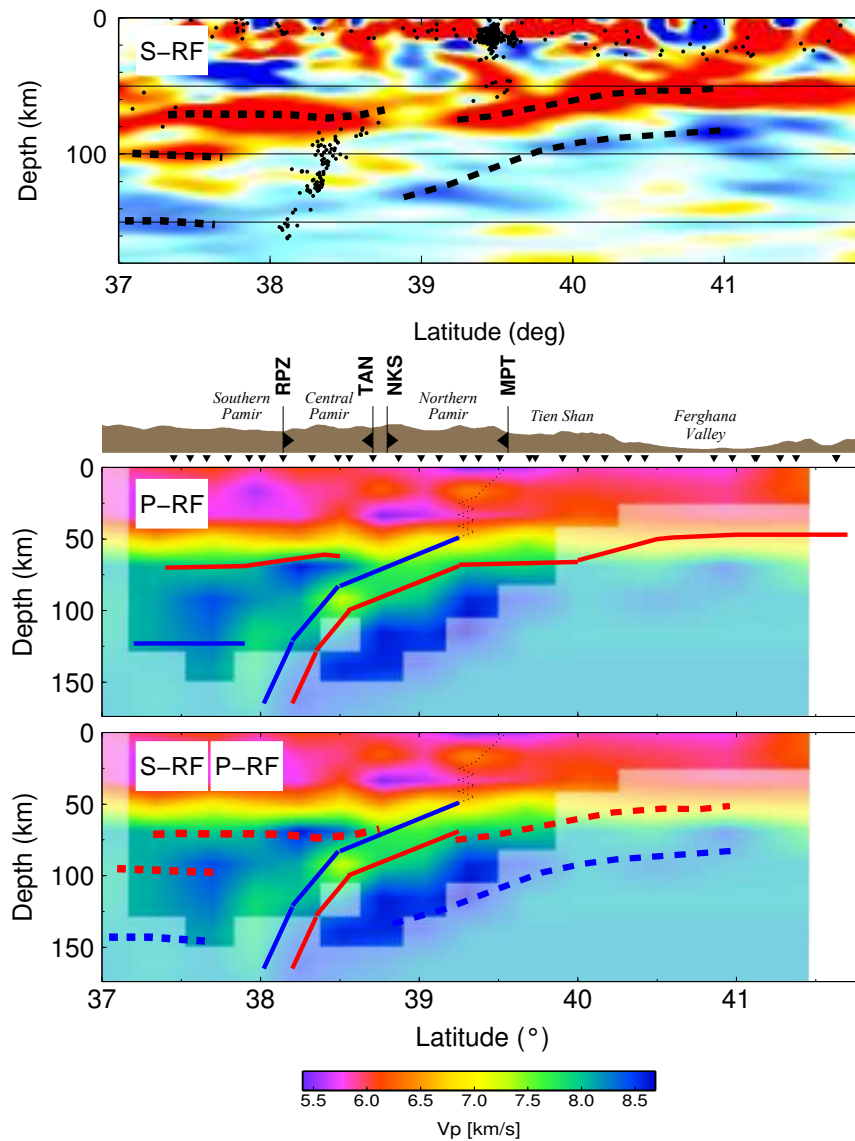 S-RF
0
50
100
150
Depth (km)
37 38 39 40 41
Latitude (deg)
RPZ TAN NKS MPT
Southern Pamir
Central Pamir
Northern Pamir
Tien Shan
Ferghana Valley
P-RF
0
50
100
150
Depth (km)
S-RF P-RF
0
50
100
150
Depth (km)
37 38 39 40 41
Latitude (°)
5.5 6.0 6.5 7.0 7.5 8.0 8.5
Vp [km/s]